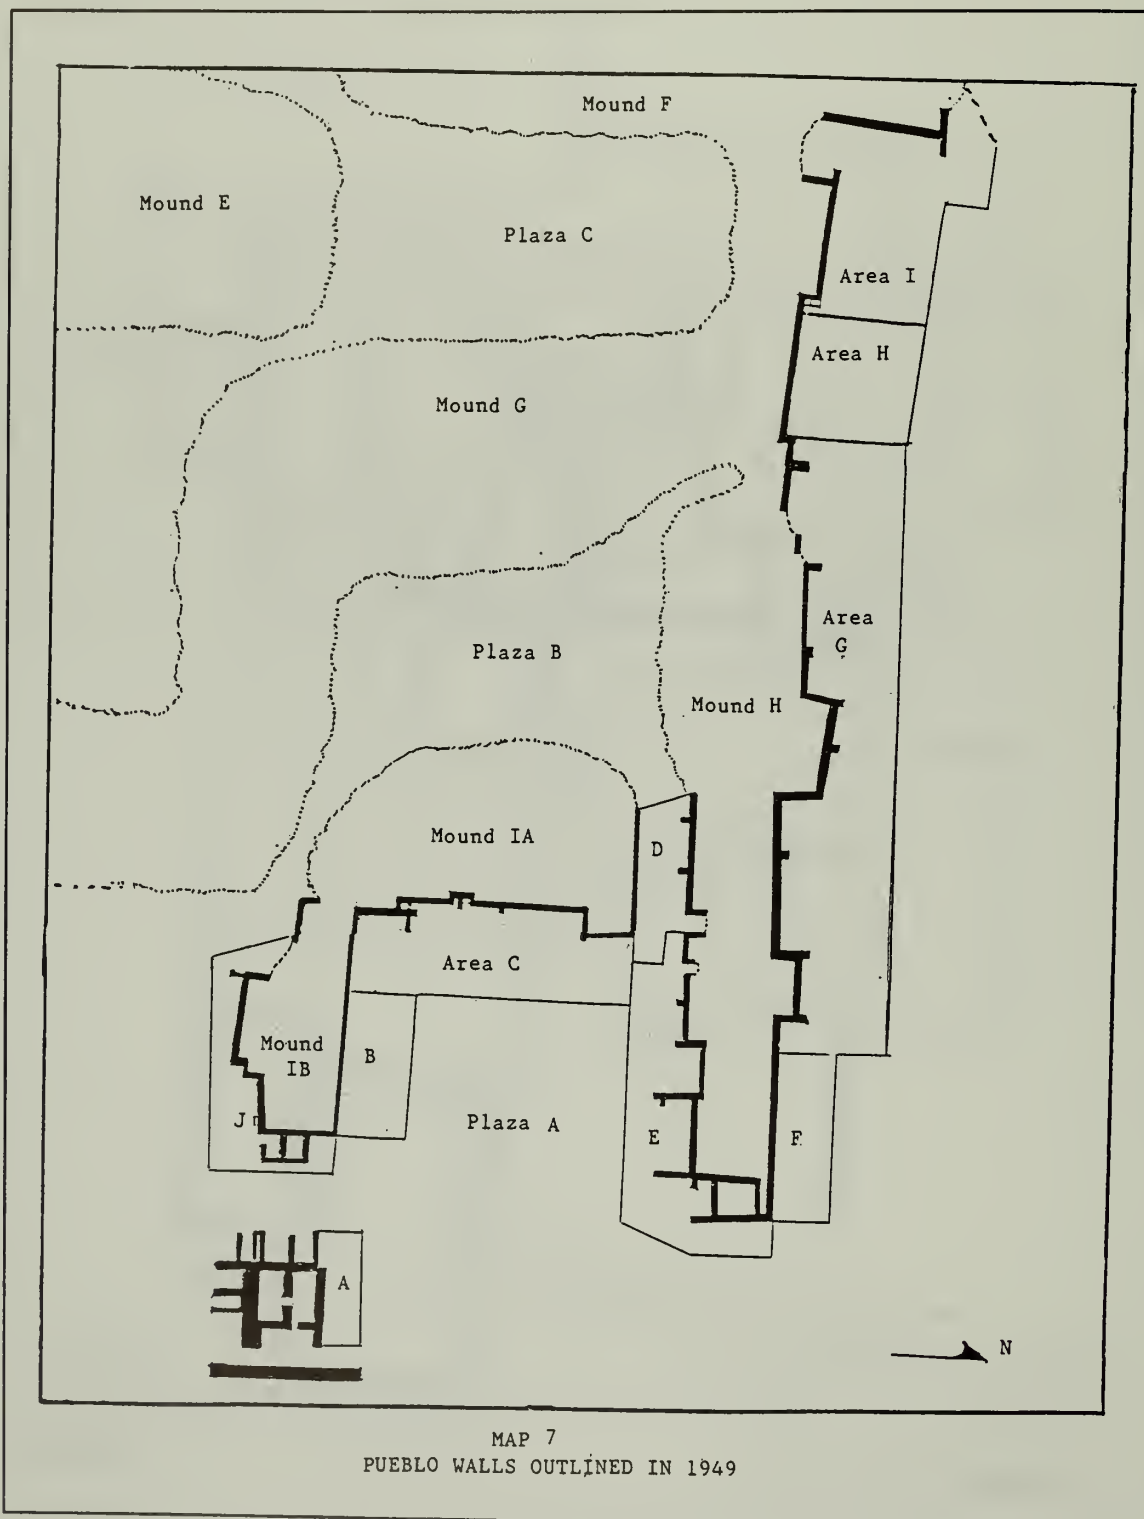 Mound F
Mound E
Plaza C
Area I
Area H
Mound G
Area
G
Plaza B
Mound H
Mound IA
D
Area C
Mound
IB
B
J
Plaza A
E
F
A
N
MAP 7
PUEBLO WALLS OUTLINED IN 1949